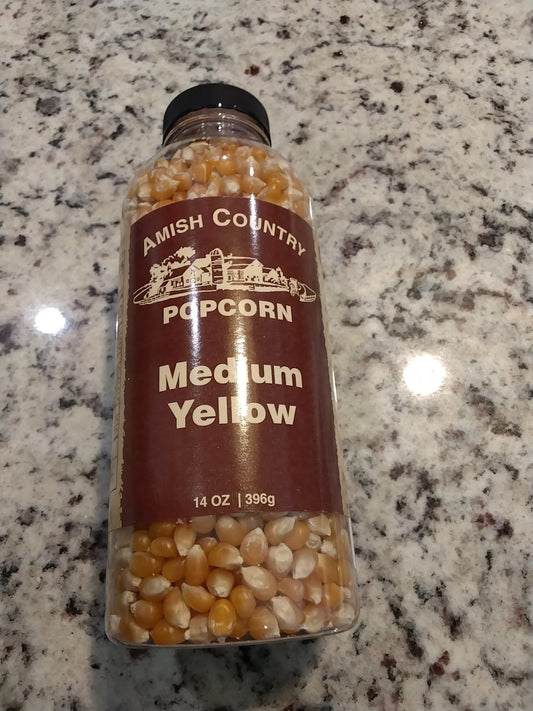 AMISH COUNTRY
POPCORN
Medium
Yellow
14 OZ | 396g